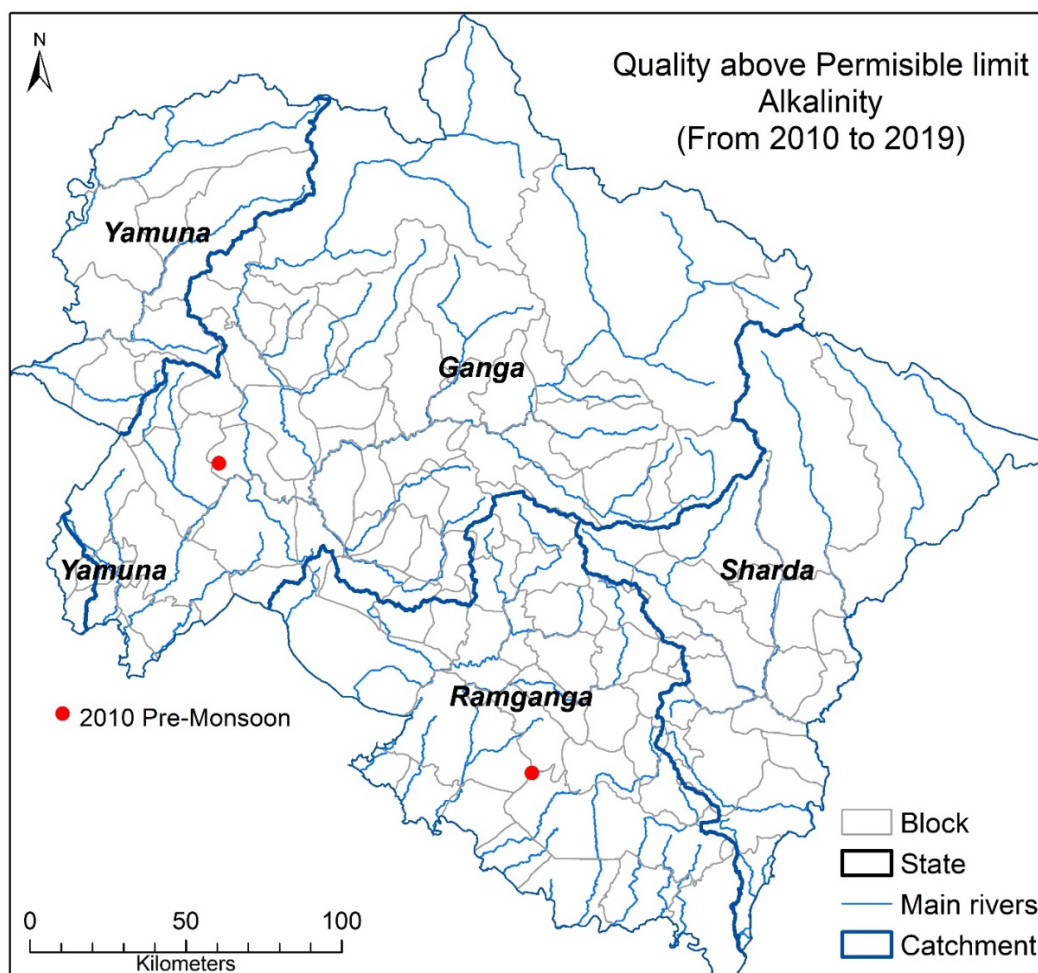 N
Quality above Permisible limit
Alkalinity
(From 2010 to 2019)
Yamuna
Ganga
Yamuna
Sharda
Ramganga
2010 Pre-Monsoon
Block
State
Main rivers
Catchment
0 50 100
Kilometers